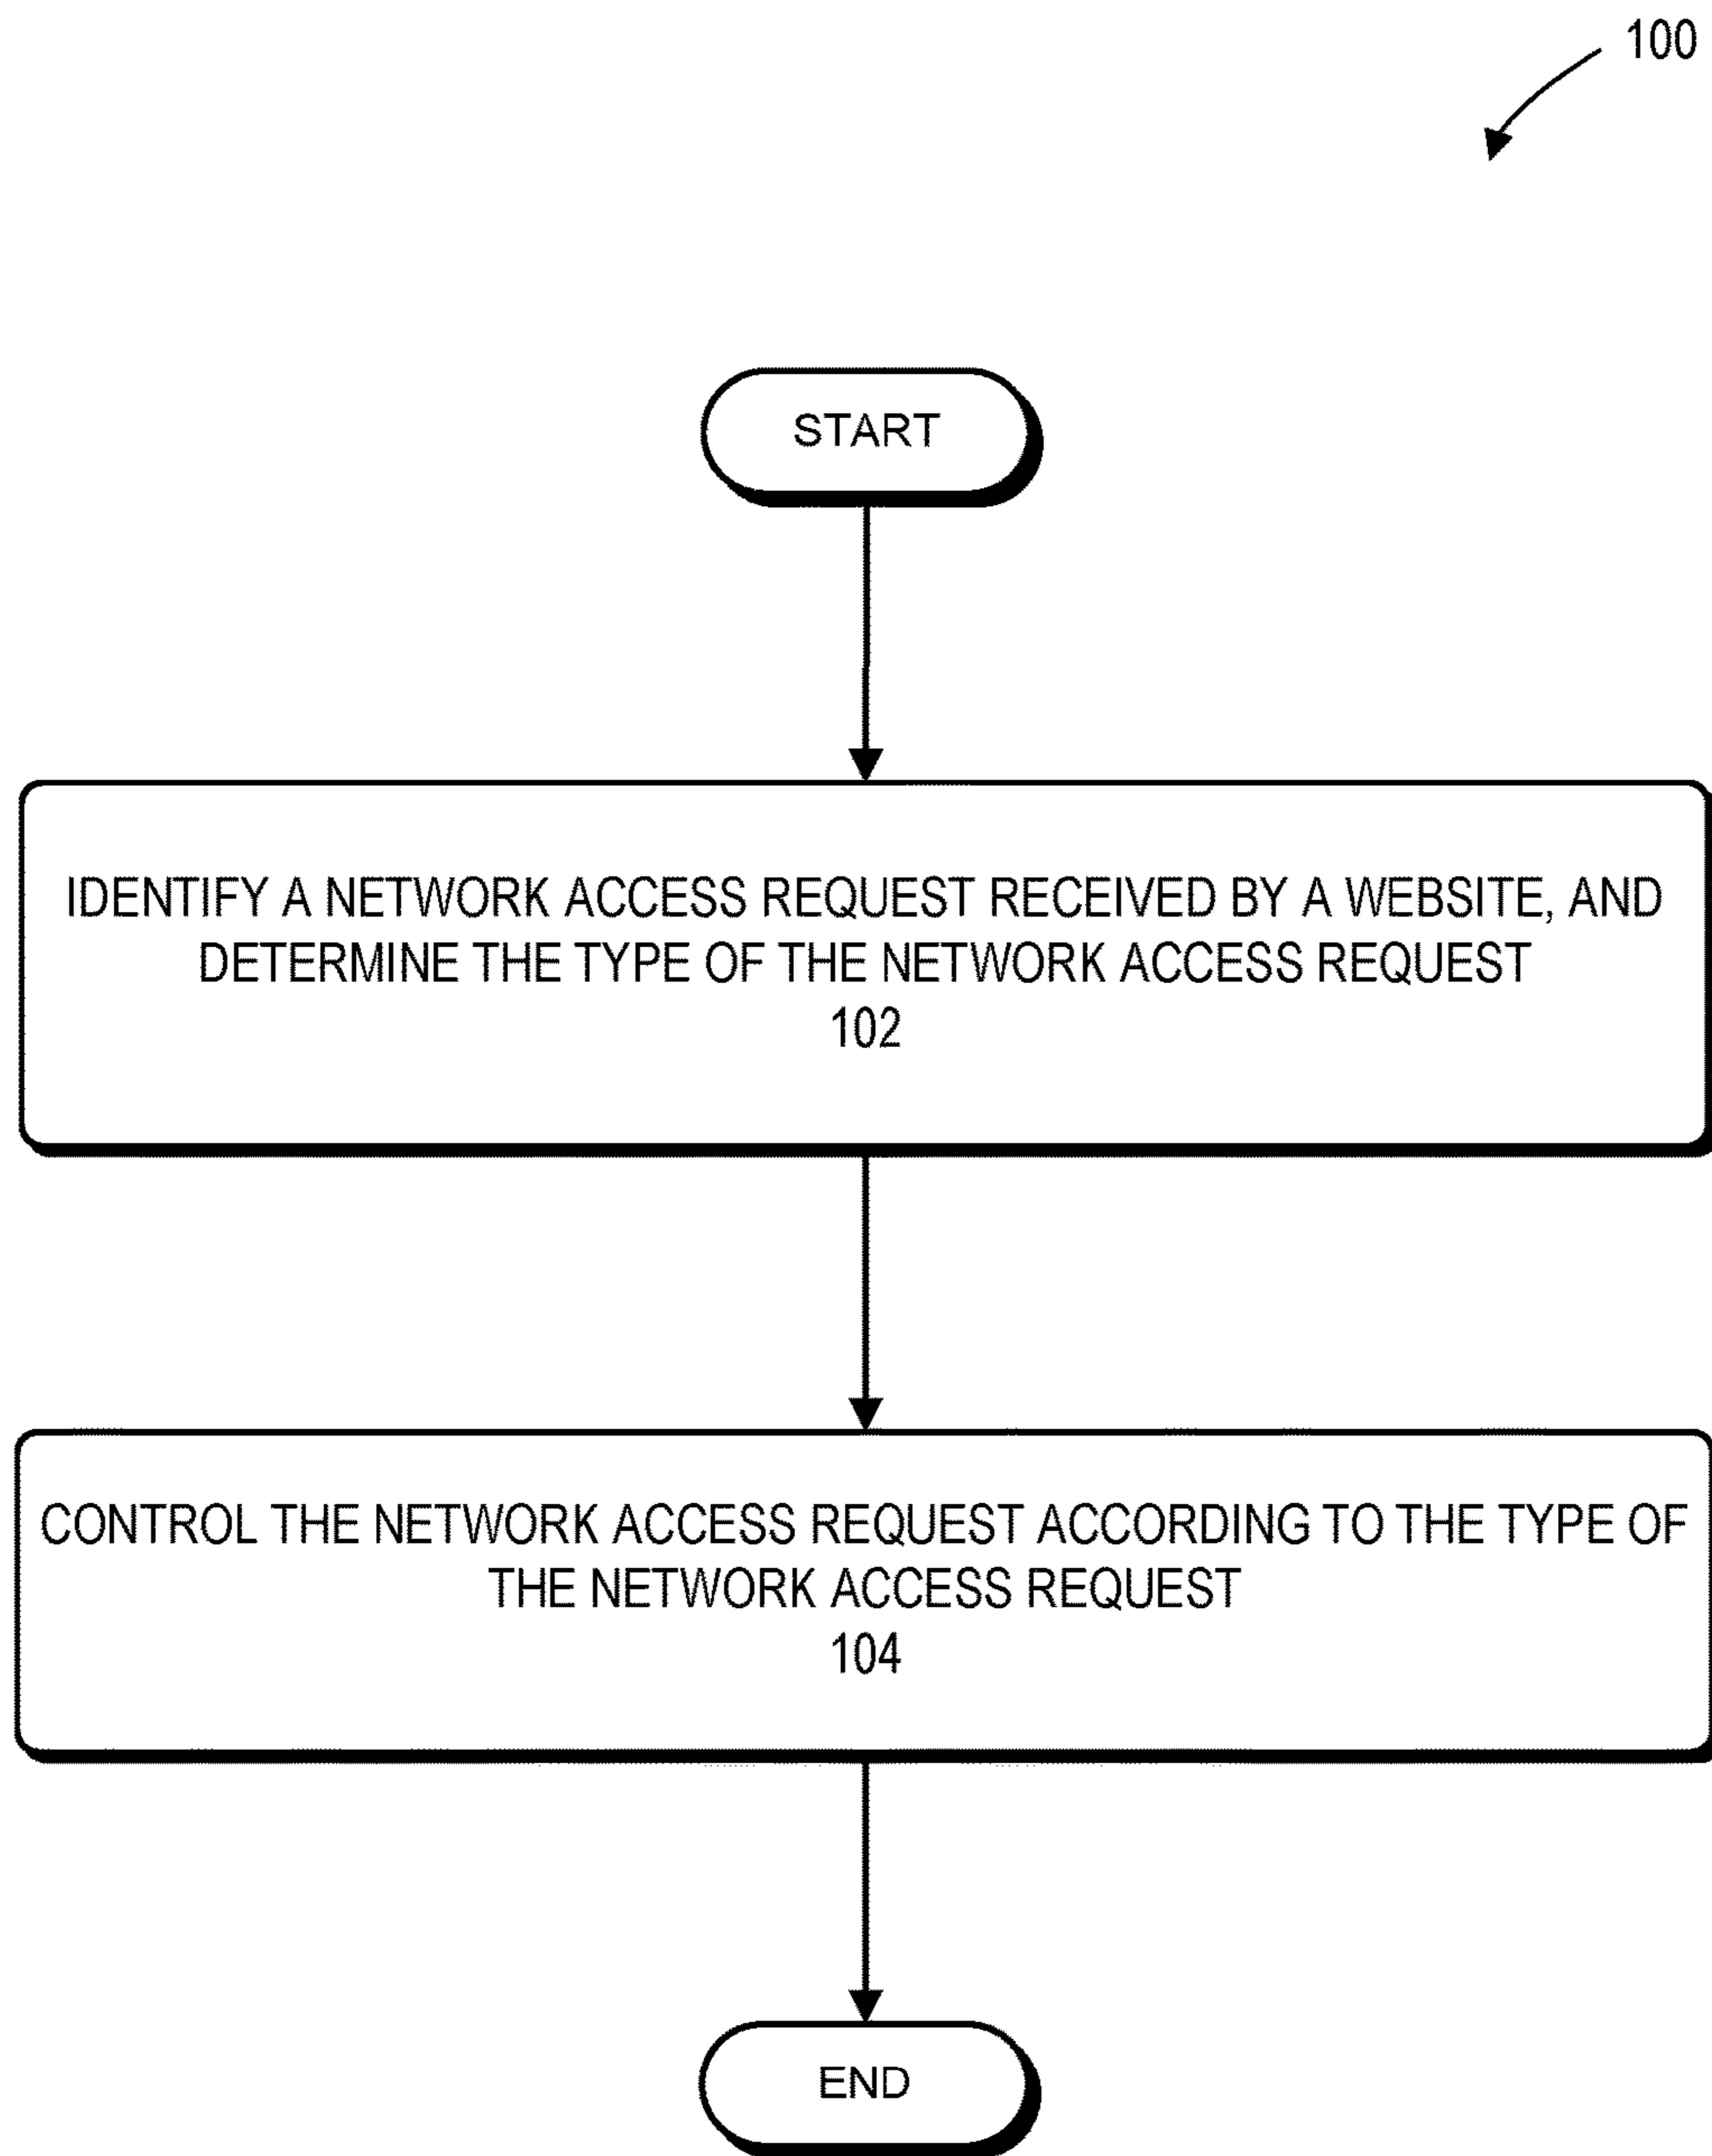 100
START
IDENTIFY A NETWORK ACCESS REQUEST RECEIVED BY A WEBSITE, AND
DETERMINE THE TYPE OF THE NETWORK ACCESS REQUEST
102
CONTROL THE NETWORK ACCESS REQUEST ACCORDING TO THE TYPE OF
THE NETWORK ACCESS REQUEST
104
END